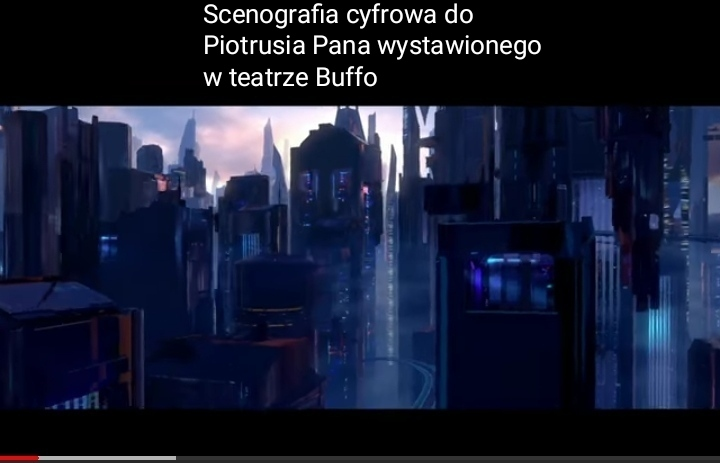 Scenografia cyfrowa do
Piotrusia Pana wystawionego
w teatrze Buffo